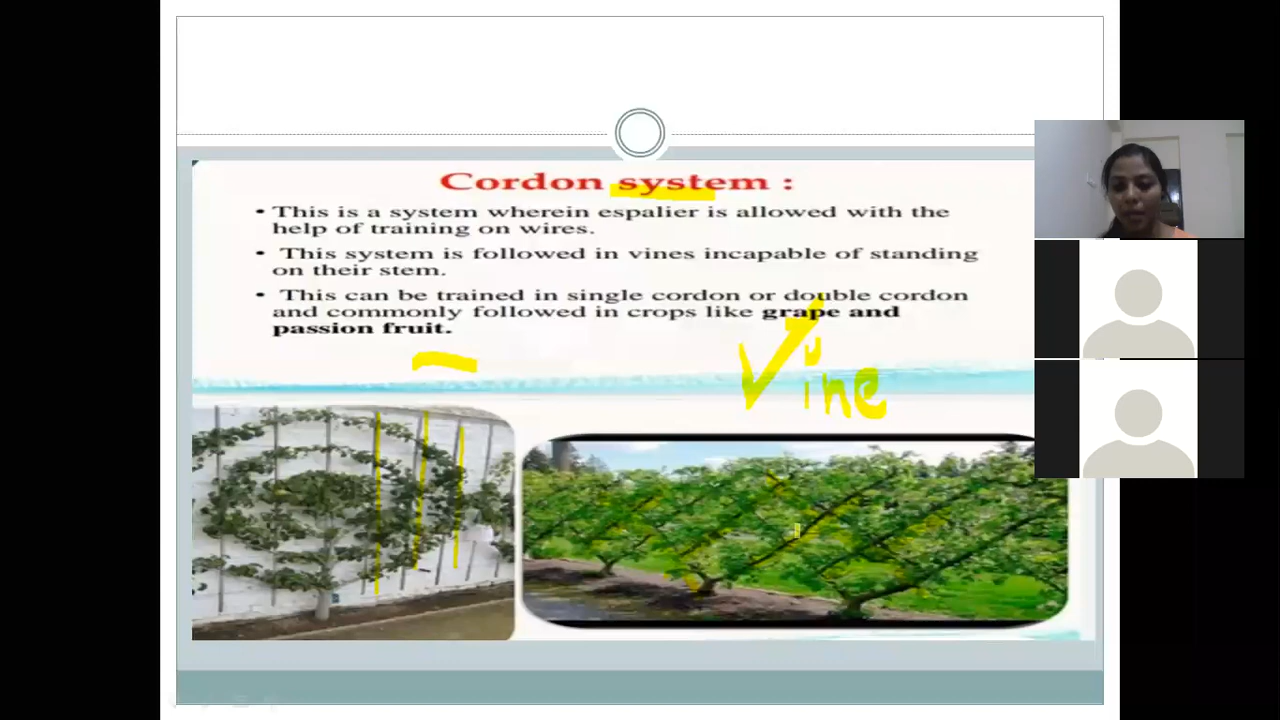 Cordon system :
• This is a system wherein espalier is allowed with the
help of training on wires.
• This system is followed in vines incapable of standing
on their stem.
• This can be trained in single cordon or double cordon
and commonly followed in crops like grape and
passion fruit.
Vine